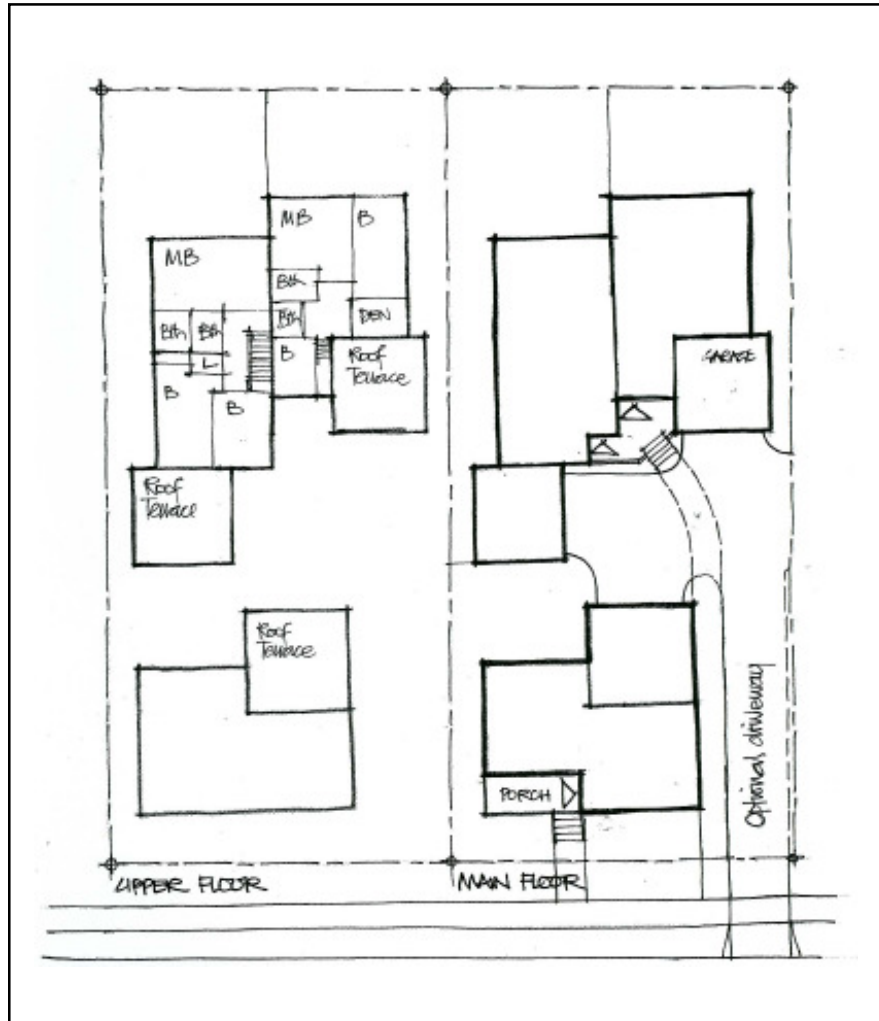 MB
B
MB
Bth
Bth
DEN
Bth
Bth
L
B
Roof
Terrace
GARAGE
B
B
Roof
Terrace
Roof
Terrace
Optional driveway
PORCH
UPPER FLOOR
MAIN FLOOR